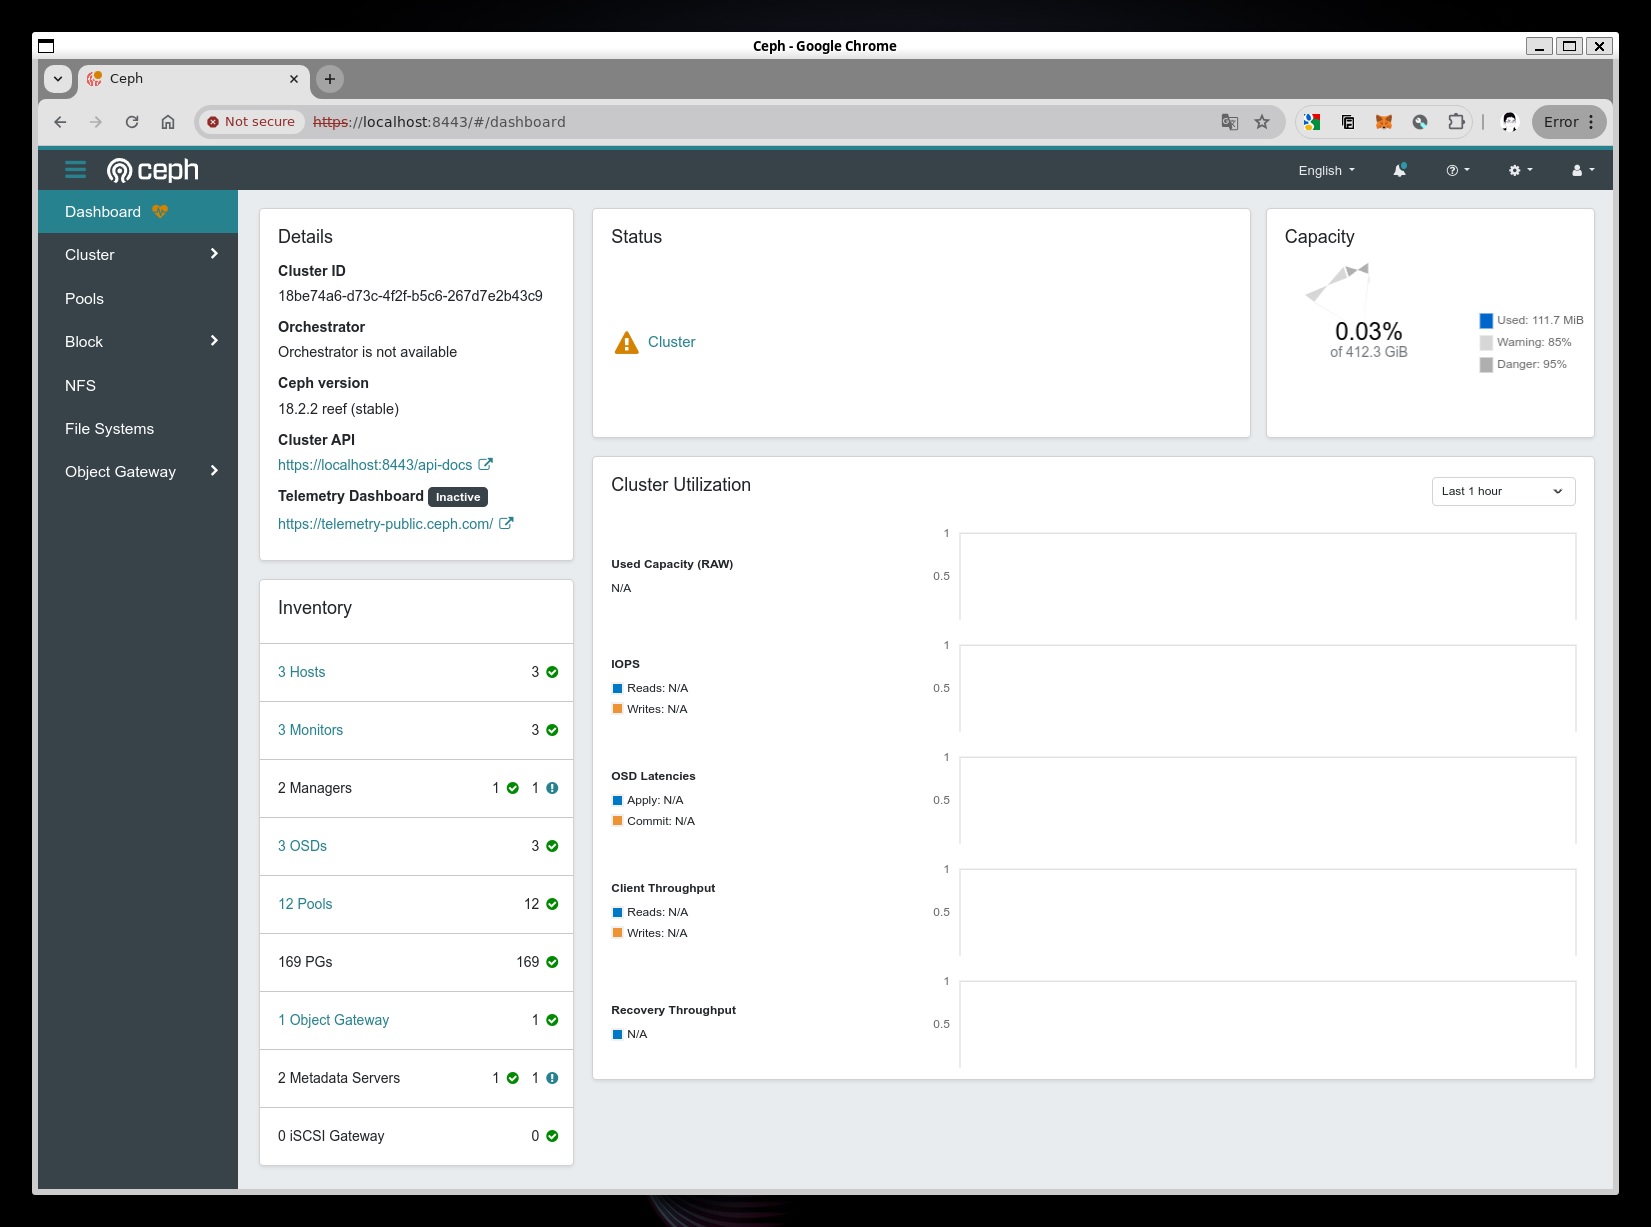 Ceph - Google Chrome
Ceph
Not secure https://localhost:8443/#/dashboard Error
ceph English
Dashboard
Cluster
Pools
Block
NFS
File Systems
Object Gateway
Details
Cluster ID
18be74a6-d73c-4f2f-b5c6-267d7e2b43c9
Orchestrator
Orchestrator is not available
Ceph version
18.2.2 reef (stable)
Cluster API
https://localhost:8443/api-docs
Telemetry Dashboard Inactive
https://telemetry-public.ceph.com/
Inventory
3 Hosts 3
3 Monitors 3
2 Managers 1 1
3 OSDs 3
12 Pools 12
169 PGs 169
1 Object Gateway 1
2 Metadata Servers 1 1
0 iSCSI Gateway 0
Status
Cluster
Capacity
0.03%
of 412.3 GiB
Used: 111.7 MiB
Warning: 85%
Danger: 95%
Cluster Utilization
Last 1 hour
Used Capacity (RAW)
N/A
1
0.5
IOPS
Reads: N/A
Writes: N/A
1
0.5
OSD Latencies
Apply: N/A
Commit: N/A
1
0.5
Client Throughput
Reads: N/A
Writes: N/A
1
0.5
Recovery Throughput
N/A
1
0.5